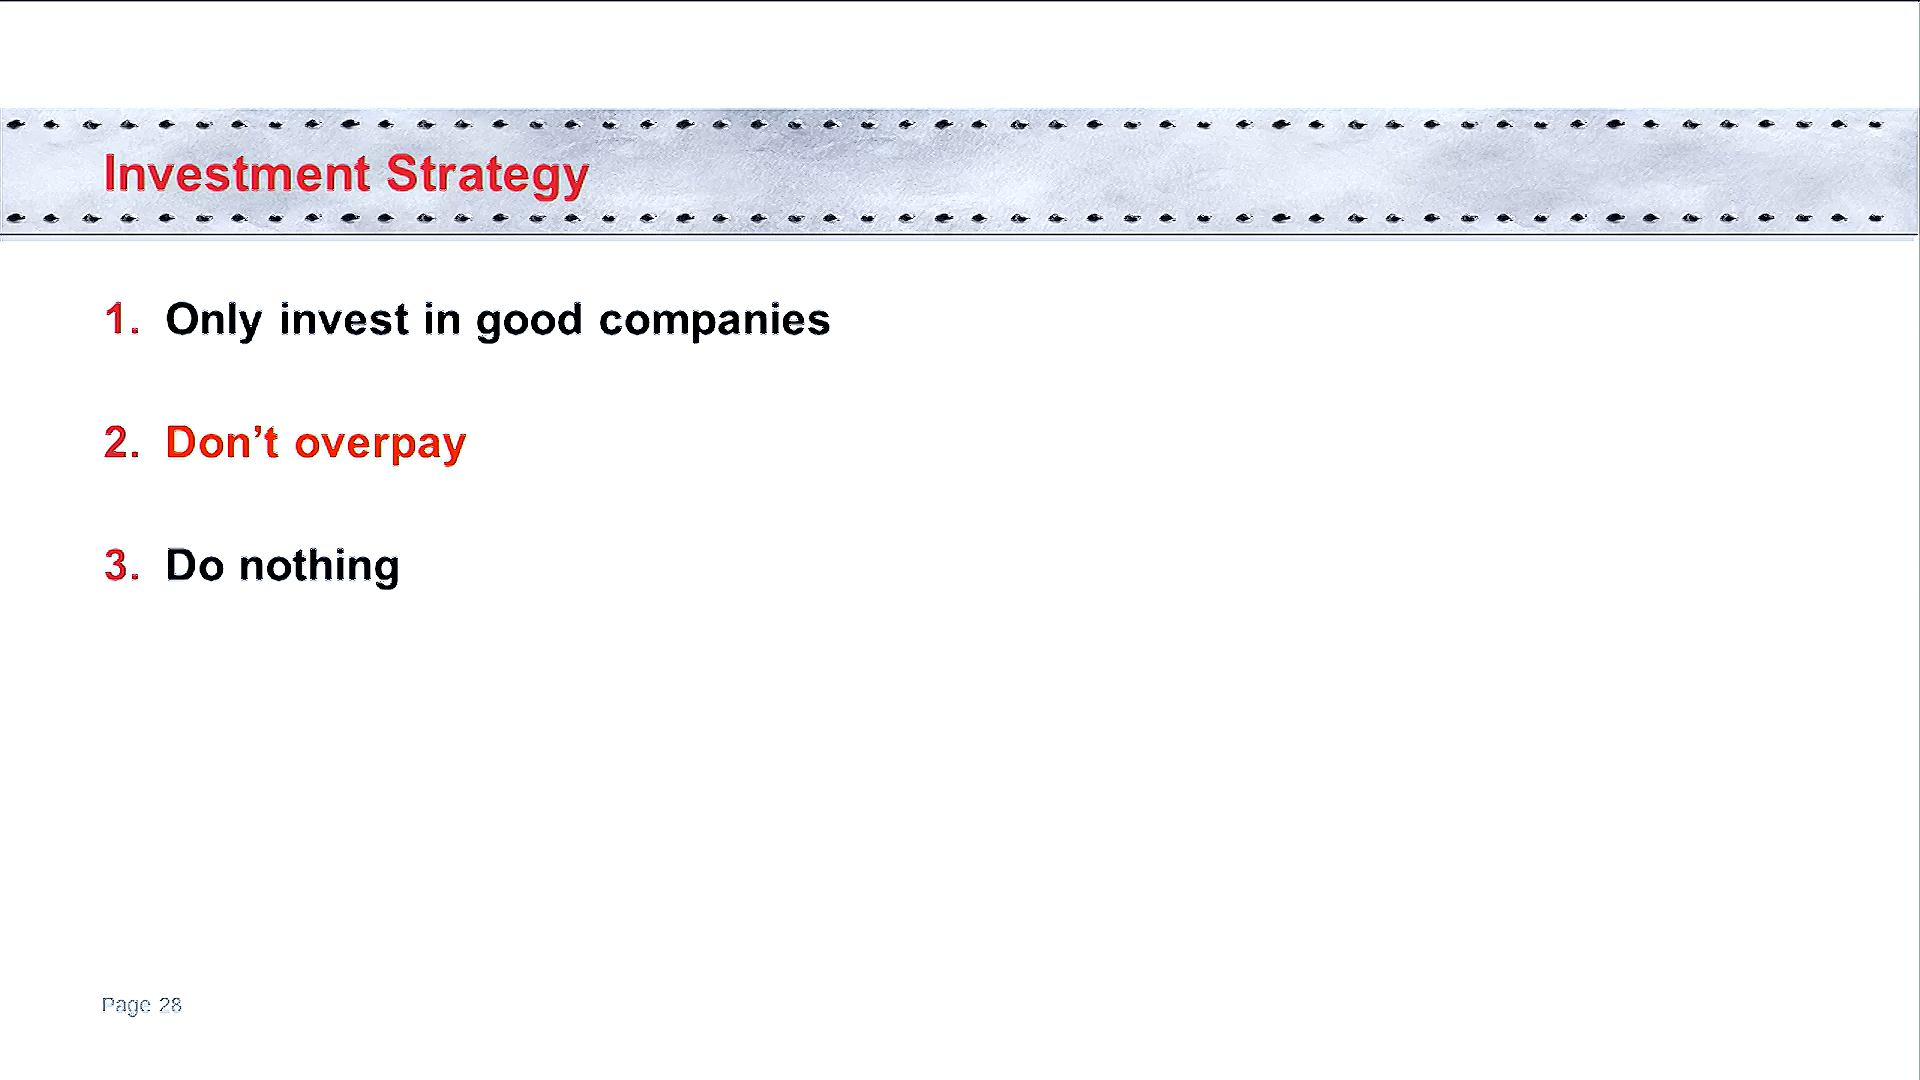 Investment Strategy
1. Only invest in good companies
2. Don’t overpay
3. Do nothing
Page 28